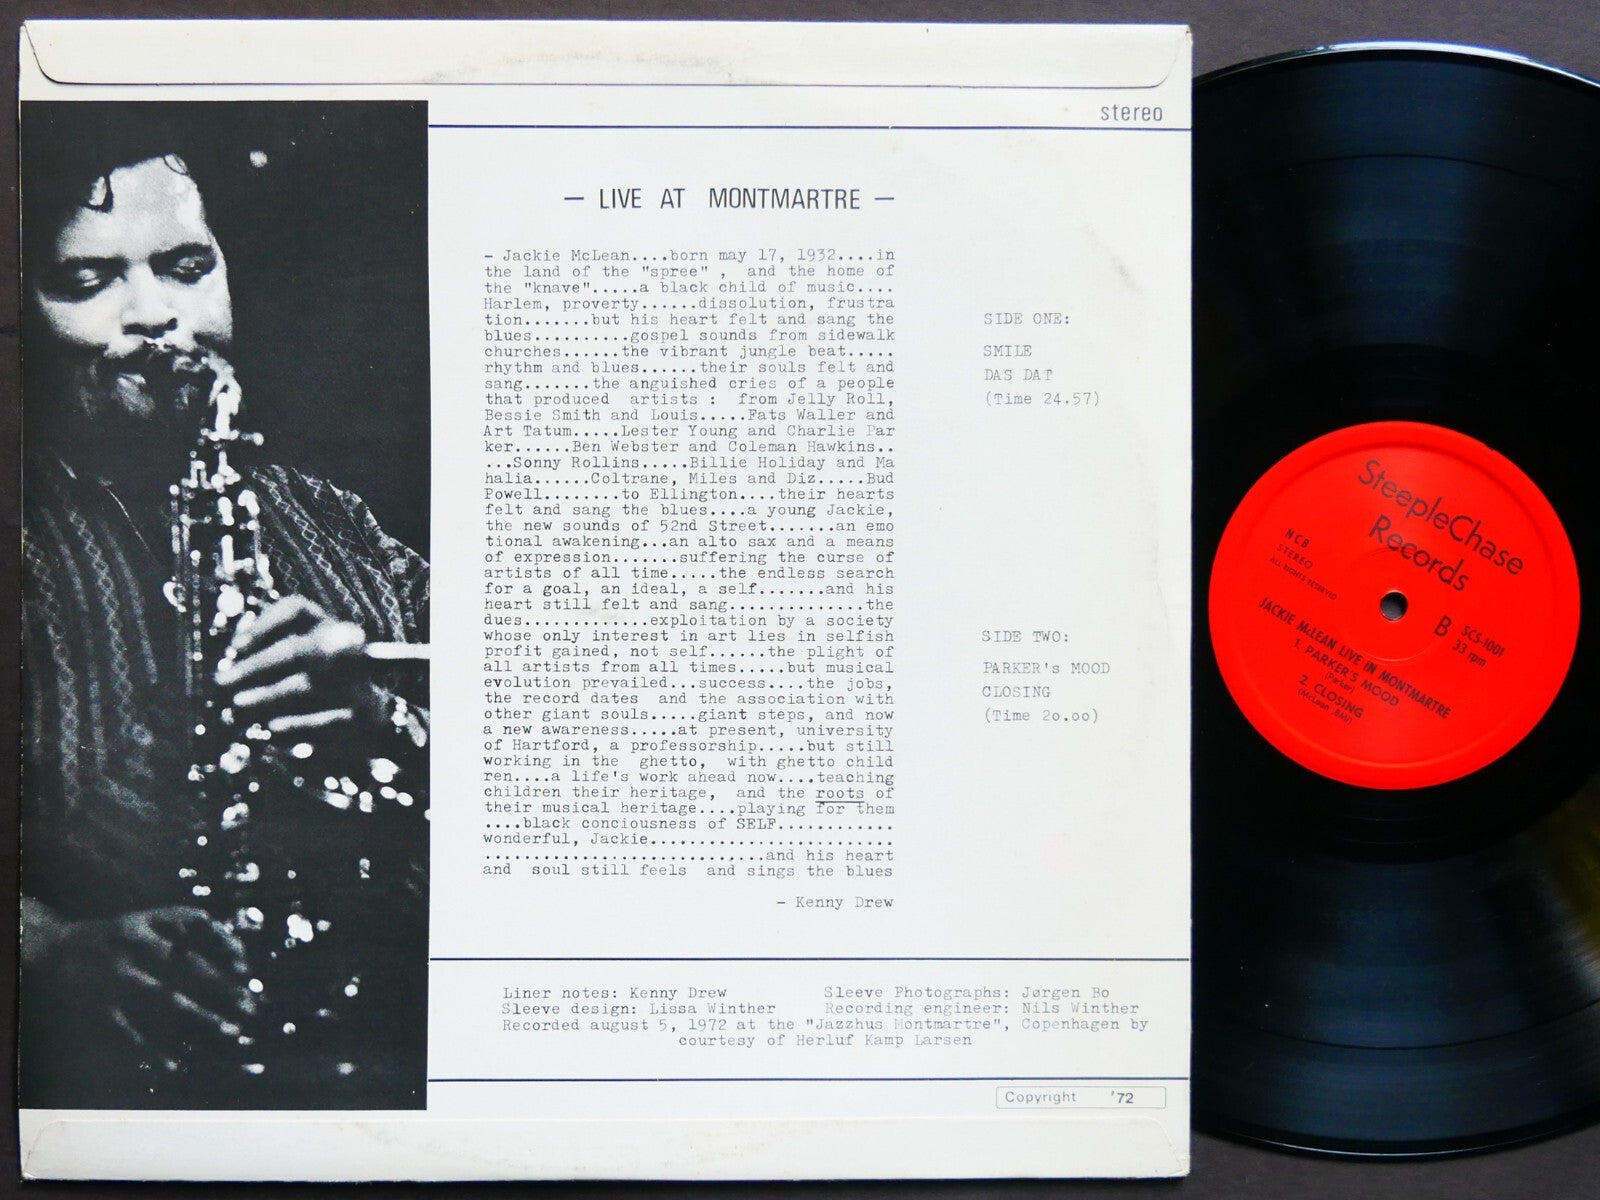 stereo
— LIVE AT MONTMARTRE —
- Jackie McLean....born may 17, 1932....in
the land of the "spree" , and the home of
the "knave".....a black child of music....
Harlem, proverty......dissolution, frustra
tion.......but his heart felt and sang the
blues..........gospel sounds from sidewalk
churches......the vibrant jungle beat.....
rhythm and blues......their souls felt and
sang.......the anguished cries of a people
that produced artists : from Jelly Roll,
Bessie Smith and Louis.....Fats Waller and
Art Tatum.....Lester Young and Charlie Par
ker......Ben Webster and Coleman Hawkins..
...Sonny Rollins.....Billie Holiday and Ma
halia......Coltrane, Miles and Diz.....Bud
Powell........to Ellington....their hearts
felt and sang the blues....a young Jackie,
the new sounds of 52nd Street.......an emo
tional awakening...an alto sax and a means
of expression.......suffering the curse of
artists of all time.....the endless search
for a goal, an ideal, a self.......and his
heart still felt and sang..............the
dues.............exploitation by a society
whose only interest in art lies in selfish
profit gained, not self......the plight of
all artists from all times.....but musical
evolution prevailed...success....the jobs,
the record dates and the association with
other giant souls.....giant steps, and now
a new awareness.....at present, university
of Hartford, a professorship.....but still
working in the ghetto, with ghetto child
ren....a life's work ahead now....teaching
children their heritage, and the roots of
their musical heritage....playing for them
....black conciousness of SELF............
wonderful, Jackie.........................
.............................and his heart
and soul still feels and sings the blues
- Kenny Drew
SIDE ONE:
SMILE
DAS DAT
(Time 24.57)
SIDE TWO:
PARKER's MOOD
CLOSING
(Time 2o.oo)
Liner notes: Kenny Drew Sleeve Photographs: Jørgen Bo
Sleeve design: Lissa Winther Recording engineer: Nils Winther
Recorded august 5, 1972 at the "Jazzhus Montmartre", Copenhagen by
courtesy of Herluf Kamp Larsen
Copyright '72
SteepleChase
Records
NCB
STEREO
ALL RIGHTS RESERVED
B SCS-1001
33 rpm
JACKIE McLEAN LIVE IN MONTMARTRE
1. PARKER'S MOOD
(Parker)
2. CLOSING
(McLean, BMI)